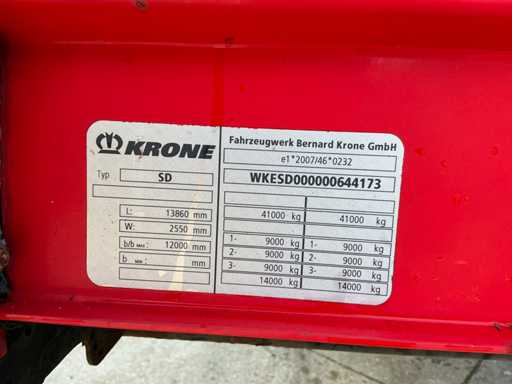 KRONE
Fahrzeugwerk Bernard Krone GmbH
e1*2007/46*0232
Typ SD
WKESD000000644173
L: 13860 mm
W: 2550 mm
b/b MAX: 12000 mm
b MIN: mm
41000 kg 41000 kg
1- 9000 kg 1- 9000 kg
2- 9000 kg 2- 9000 kg
3- 9000 kg 3- 9000 kg
14000 kg 14000 kg